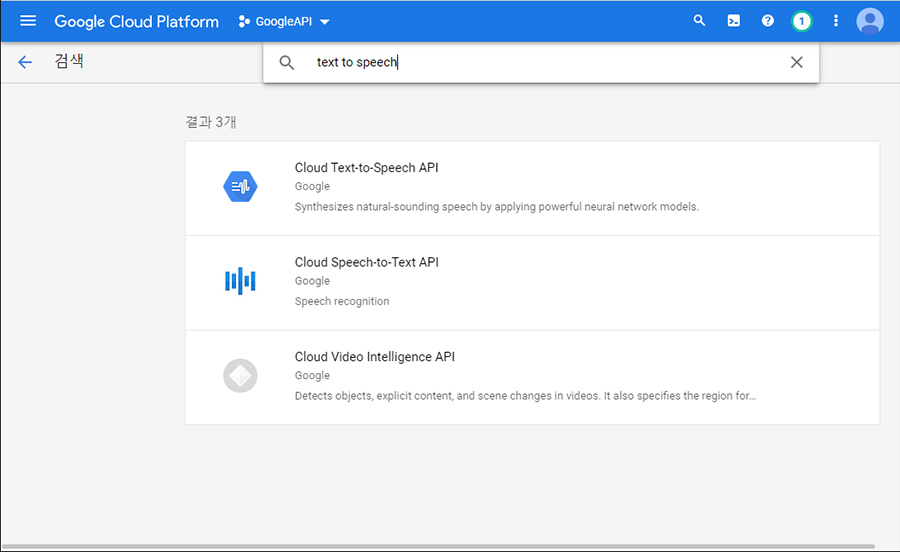 Google Cloud Platform GoogleAPI 1
검색 text to speech
결과 3개
Cloud Text-to-Speech API
Google
Synthesizes natural-sounding speech by applying powerful neural network models.
Cloud Speech-to-Text API
Google
Speech recognition
Cloud Video Intelligence API
Google
Detects objects, explicit content, and scene changes in videos. It also specifies the region for...